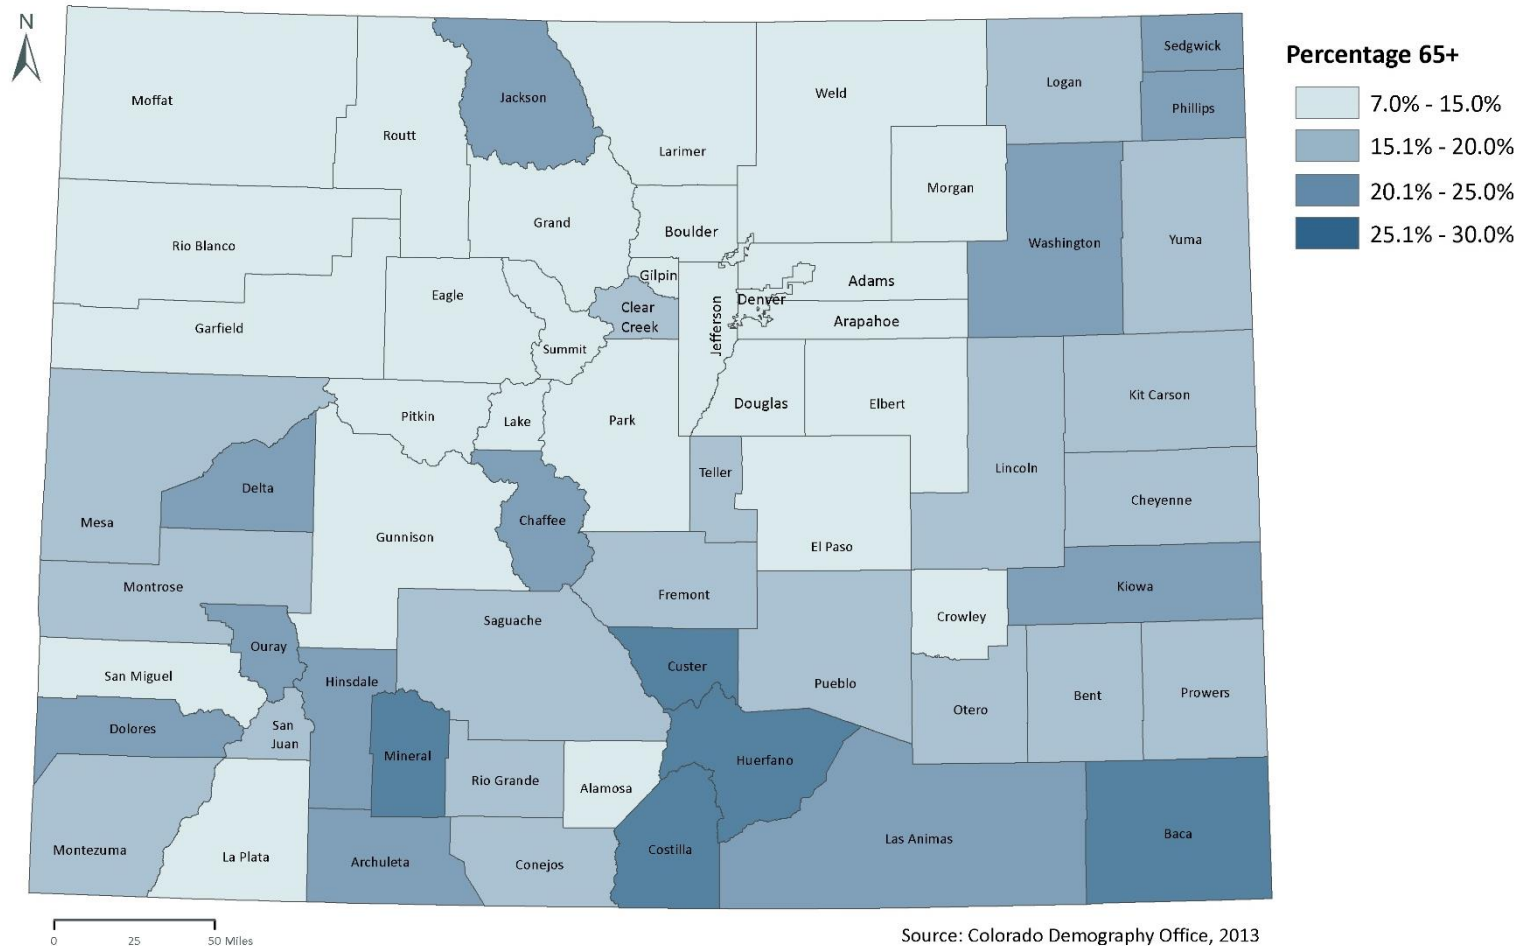 N
Moffat
Routt
Jackson
Larimer
Weld
Logan
Sedgwick
Phillips
Morgan
Rio Blanco
Grand
Boulder
Washington
Yuma
Gilpin
Garfield
Eagle
Summit
Clear
Creek
Jefferson
Denver
Adams
Arapahoe
Pitkin
Lake
Park
Douglas
Elbert
Kit Carson
Mesa
Delta
Gunnison
Chaffee
Teller
El Paso
Lincoln
Cheyenne
Montrose
Saguache
Fremont
Crowley
Kiowa
Ouray
San Miguel
Hinsdale
Custer
Pueblo
Otero
Bent
Prowers
Dolores
San
Juan
Mineral
Rio Grande
Alamosa
Huerfano
Montezuma
La Plata
Archuleta
Conejos
Costilla
Las Animas
Baca
Percentage 65+
7.0% - 15.0%
15.1% - 20.0%
20.1% - 25.0%
25.1% - 30.0%
0 25 50 Miles
Source: Colorado Demography Office, 2013